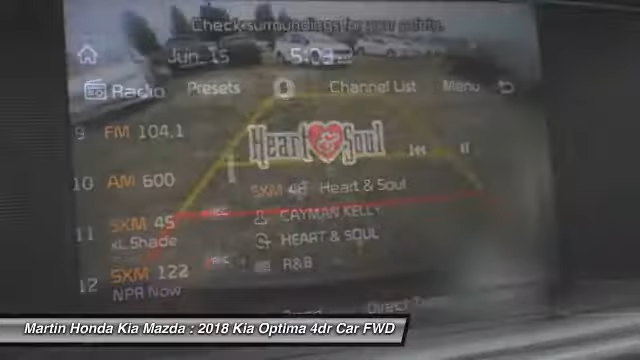 Check surroundings for your safety.
Jun. 15
Radio Presets Channel List Menu
9 FM 104.1
Heart & Soul
10 AM 600
SXM 48 Heart & Soul
11 SXM 45
XL Shade
CAYMAN KELLY
HEART & SOUL
12 SXM 122
NPR Now
R&B
Martin Honda Kia Mazda : 2018 Kia Optima 4dr Car FWD